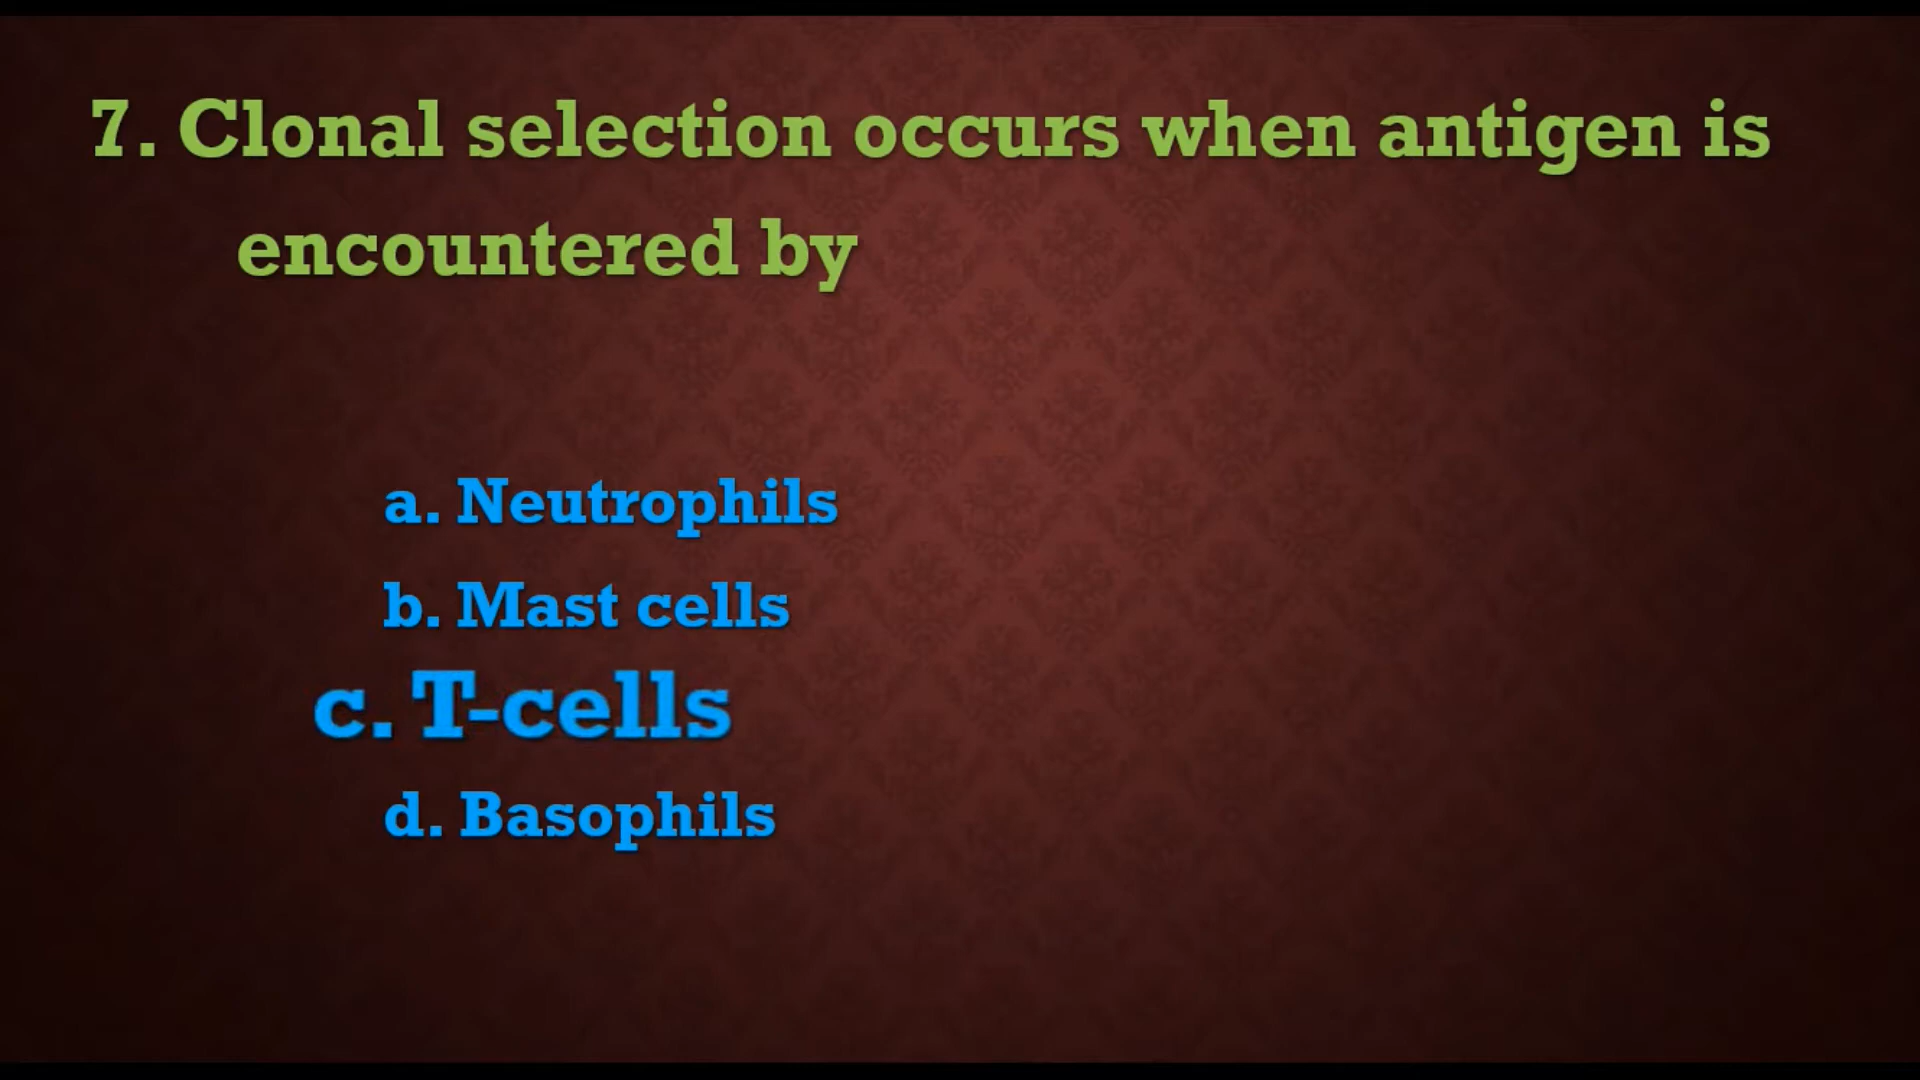 7. Clonal selection occurs when antigen is
encountered by
a. Neutrophils
b. Mast cells
c. T-cells
d. Basophils